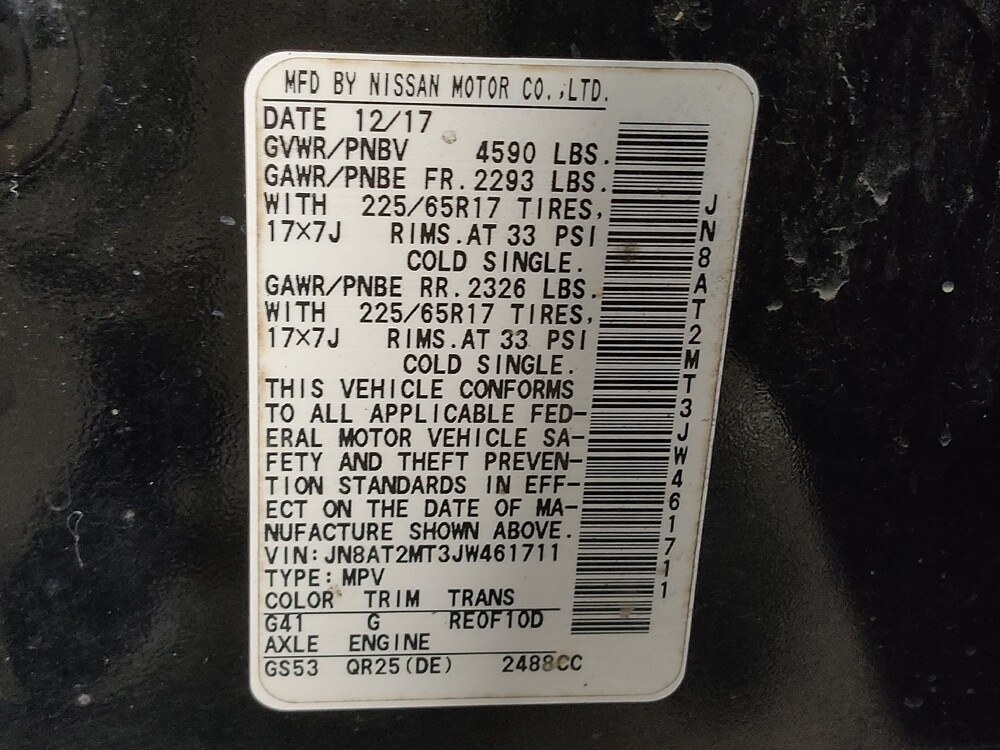 MFD BY NISSAN MOTOR CO.,LTD.
DATE 12/17
GVWR/PNBV 4590 LBS.
GAWR/PNBE FR.2293 LBS.
WITH 225/65R17 TIRES,
17X7J RIMS.AT 33 PSI
COLD SINGLE.
GAWR/PNBE RR.2326 LBS.
WITH 225/65R17 TIRES,
17X7J RIMS.AT 33 PSI
COLD SINGLE.
THIS VEHICLE CONFORMS
TO ALL APPLICABLE FED-
ERAL MOTOR VEHICLE SA-
FETY AND THEFT PREVEN-
TION STANDARDS IN EFF-
ECT ON THE DATE OF MA-
NUFACTURE SHOWN ABOVE.
VIN:JN8AT2MT3JW461711
TYPE:MPV
COLOR TRIM TRANS
G41 G RE0F10D
AXLE ENGINE
GS53 QR25(DE) 2488CC
JN8AT2MT3JW461711